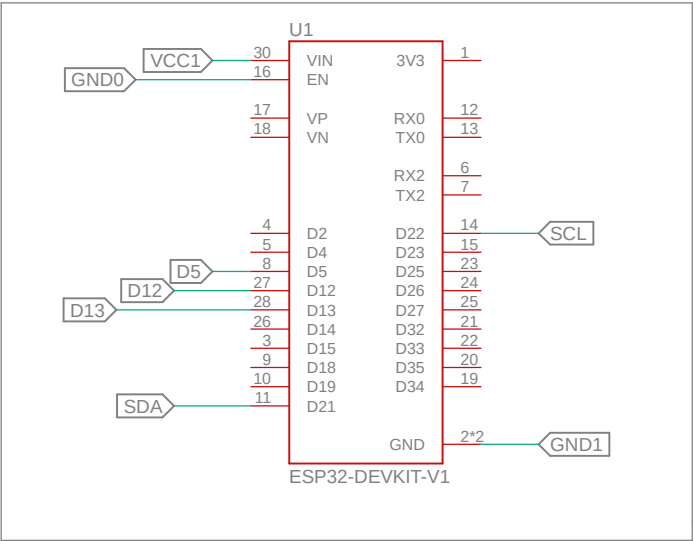 U1
VCC1 30 VIN 3V3 1
GND0 16 EN
17 VP RX0 12
18 VN TX0 13
RX2 6
TX2 7
4 D2 D22 14 SCL
5 D4 D23 15
D5 8 D5 D25 23
D12 27 D12 D26 24
D13 28 D13 D27 25
26 D14 D32 21
3 D15 D33 22
9 D18 D35 20
10 D19 D34 19
SDA 11 D21
GND 2*2 GND1
ESP32-DEVKIT-V1